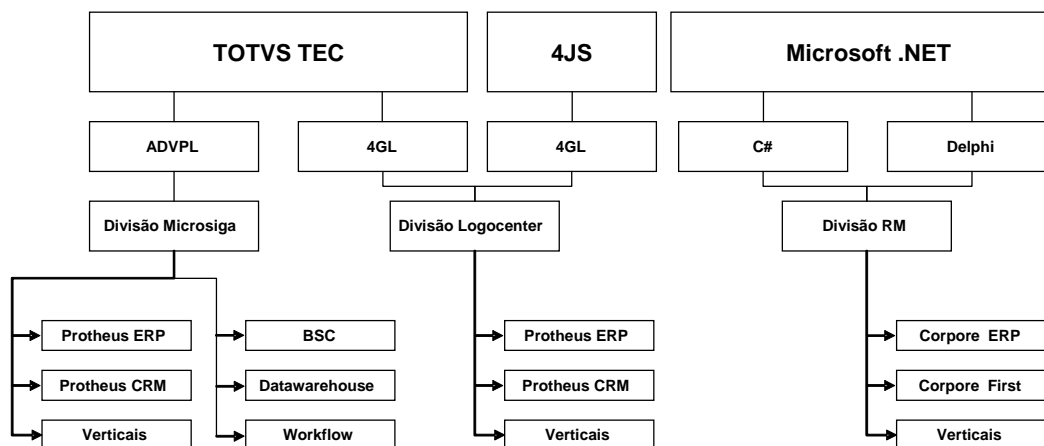 TOTVS TEC
4JS
Microsoft .NET
ADVPL
4GL
4GL
C#
Delphi
Divisão Microsiga
Divisão Logocenter
Divisão RM
Protheus ERP
BSC
Protheus ERP
Corpore ERP
Protheus CRM
Datawarehouse
Protheus CRM
Corpore First
Verticais
Workflow
Verticais
Verticais